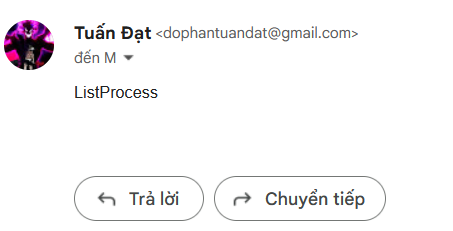 Tuấn Đạt <dophantuandat@gmail.com>
đến M
ListProcess
Trả lời
Chuyển tiếp